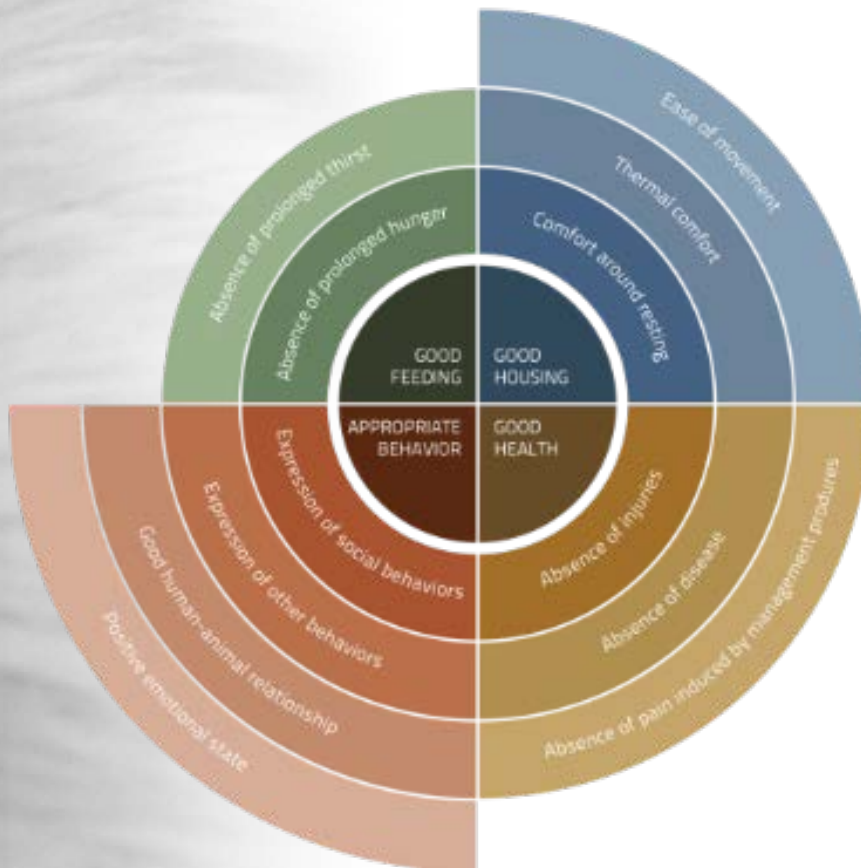 Ease of movement
Thermal comfort
Comfort around resting
Absence of prolonged thirst
Absence of prolonged hunger
GOOD
FEEDING
GOOD
HOUSING
APPROPRIATE
BEHAVIOR
GOOD
HEALTH
Expression of social behaviors
Expression of other behaviors
Good human-animal relationship
Positive emotional state
Absence of injuries
Absence of disease
Absence of pain induced by management produres